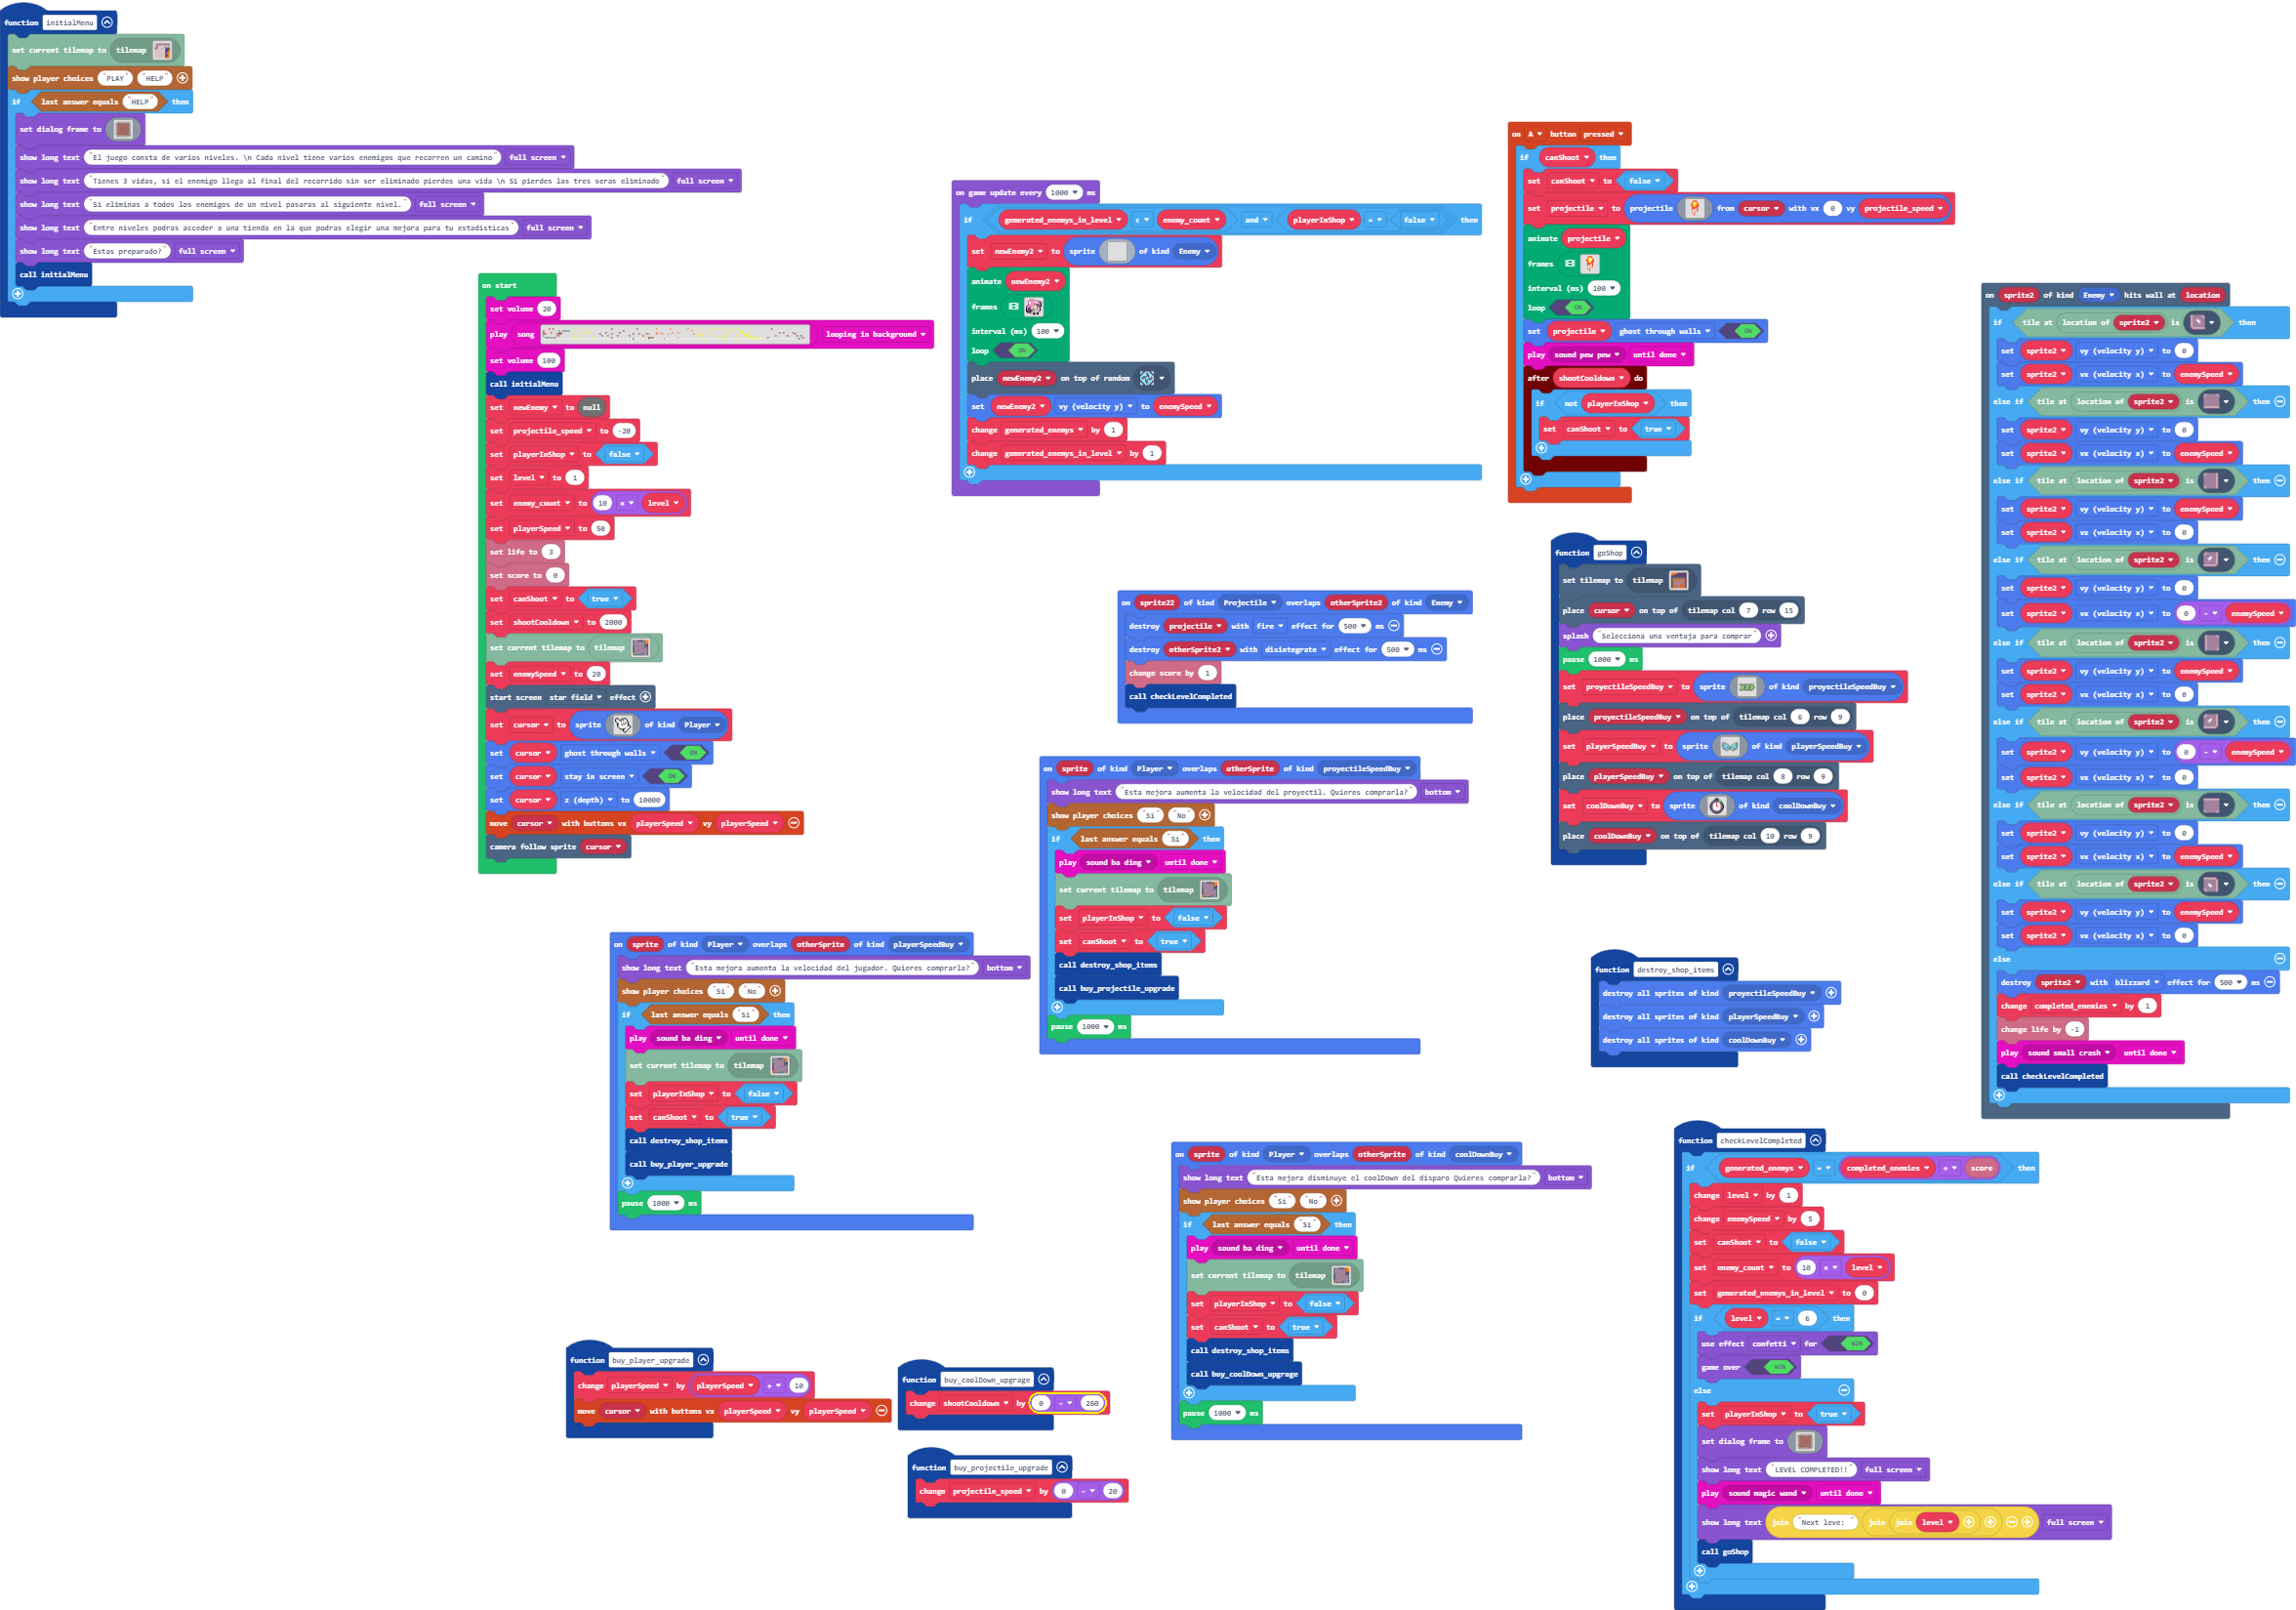 function initialMenu
set current tilemap to tilemap
show player choices "PLAY" "HELP"
if last answer equals "HELP" then
set dialog frame to
show long text "El juego consta de varios niveles. \n Cada nivel tiene varios enemigos que recorren un camino" full screen
show long text "Tienes 3 vidas, si el enemigo llega al final del recorrido sin ser eliminado pierdes una vida \n Si pierdes las tres seras eliminado" full screen
show long text "Si eliminas a todos los enemigos de un nivel pasaras al siguiente nivel." full screen
show long text "Entre niveles podras acceder a una tienda en la que podras elegir una mejora para tu estadisticas" full screen
show long text "Estas preparado?" full screen
call initialMenu
on start
set volume 20
play song looping in background
set volume 100
call initialMenu
set newEnemy to null
set projectile_speed to -20
set playerInShop to false
set level to 1
set enemy_count to 10 × level
set playerSpeed to 50
set life to 3
set score to 0
set canShoot to true
set shootCooldown to 2000
set current tilemap to tilemap
set enemySpeed to 20
start screen star field effect
set cursor to sprite of kind Player
set cursor ghost through walls ON
set cursor stay in screen ON
set cursor z (depth) to 10000
move cursor with buttons vx playerSpeed vy playerSpeed
camera follow sprite cursor
on game update every 1000 ms
if generated_enemys_in_level < enemy_count and playerInShop = false then
set newEnemy2 to sprite of kind Enemy
animate newEnemy2
frames
interval (ms) 100
loop ON
place newEnemy2 on top of random
set newEnemy2 vy (velocity y) to enemySpeed
change generated_enemys by 1
change generated_enemys_in_level by 1
on A button pressed
if canShoot then
set canShoot to false
set projectile to projectile from cursor with vx 0 vy projectile_speed
animate projectile
frames
interval (ms) 100
loop ON
set projectile ghost through walls ON
play sound pew pew until done
after shootCooldown do
if not playerInShop then
set canShoot to true
on sprite22 of kind Projectile overlaps otherSprite2 of kind Enemy
destroy projectile with fire effect for 500 ms
destroy otherSprite2 with disintegrate effect for 500 ms
change score by 1
call checkLevelCompleted
function goShop
set tilemap to tilemap
place cursor on top of tilemap col 7 row 15
splash "Selecciona una ventaja para comprar"
pause 1000 ms
set proyectileSpeedBuy to sprite of kind proyectileSpeedBuy
place proyectileSpeedBuy on top of tilemap col 6 row 9
set playerSpeedBuy to sprite of kind playerSpeedBuy
place playerSpeedBuy on top of tilemap col 8 row 9
set coolDownBuy to sprite of kind coolDownBuy
place coolDownBuy on top of tilemap col 10 row 9
on sprite2 of kind Enemy hits wall at location
if tile at location of sprite2 is then
set sprite2 vy (velocity y) to 0
set sprite2 vx (velocity x) to enemySpeed
else if tile at location of sprite2 is then
set sprite2 vy (velocity y) to 0
set sprite2 vx (velocity x) to enemySpeed
else if tile at location of sprite2 is then
set sprite2 vy (velocity y) to enemySpeed
set sprite2 vx (velocity x) to 0
else if tile at location of sprite2 is then
set sprite2 vy (velocity y) to 0
set sprite2 vx (velocity x) to 0 - enemySpeed
else if tile at location of sprite2 is then
set sprite2 vy (velocity y) to enemySpeed
set sprite2 vx (velocity x) to 0
else if tile at location of sprite2 is then
set sprite2 vy (velocity y) to 0 - enemySpeed
set sprite2 vx (velocity x) to 0
else if tile at location of sprite2 is then
set sprite2 vy (velocity y) to 0
set sprite2 vx (velocity x) to enemySpeed
else if tile at location of sprite2 is then
set sprite2 vy (velocity y) to enemySpeed
set sprite2 vx (velocity x) to 0
else
destroy sprite2 with blizzard effect for 500 ms
change completed_enemies by 1
change life by -1
play sound small crash until done
call checkLevelCompleted
on sprite of kind Player overlaps otherSprite of kind proyectileSpeedBuy
show long text "Esta mejora aumenta la velocidad del proyectil. Quieres comprarla?" bottom
show player choices "Si" "No"
if last answer equals "Si" then
play sound ba ding until done
set current tilemap to tilemap
set playerInShop to false
set canShoot to true
call destroy_shop_items
call buy_projectile_upgrade
pause 1000 ms
on sprite of kind Player overlaps otherSprite of kind playerSpeedBuy
show long text "Esta mejora aumenta la velocidad del jugador. Quieres comprarla?" bottom
show player choices "Si" "No"
if last answer equals "Si" then
play sound ba ding until done
set current tilemap to tilemap
set playerInShop to false
set canShoot to true
call destroy_shop_items
call buy_player_upgrade
pause 1000 ms
function destroy_shop_items
destroy all sprites of kind proyectileSpeedBuy
destroy all sprites of kind playerSpeedBuy
destroy all sprites of kind coolDownBuy
on sprite of kind Player overlaps otherSprite of kind coolDownBuy
show long text "Esta mejora disminuye el coolDown del disparo Quieres comprarla?" bottom
show player choices "Si" "No"
if last answer equals "Si" then
play sound ba ding until done
set current tilemap to tilemap
set playerInShop to false
set canShoot to true
call destroy_shop_items
call buy_coolDown_upgrage
pause 1000 ms
function checkLevelCompleted
if generated_enemys = completed_enemies + score then
change level by 1
change enemySpeed by 5
set canShoot to false
set enemy_count to 10 × level
set generated_enemys_in_level to 0
if level = 6 then
use effect confetti for WIN
game over WIN
else
set playerInShop to true
set dialog frame to
show long text "LEVEL COMPLETED!!" full screen
play sound magic wand until done
show long text join "Next leve: " join join level full screen
call goShop
function buy_player_upgrade
change playerSpeed by playerSpeed + 10
move cursor with buttons vx playerSpeed vy playerSpeed
function buy_coolDown_upgrage
change shootCooldown by 0 - 260
function buy_projectile_upgrade
change projectile_speed by 0 - 20